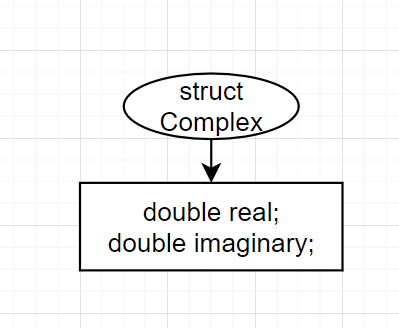 struct
Complex
double real;
double imaginary;